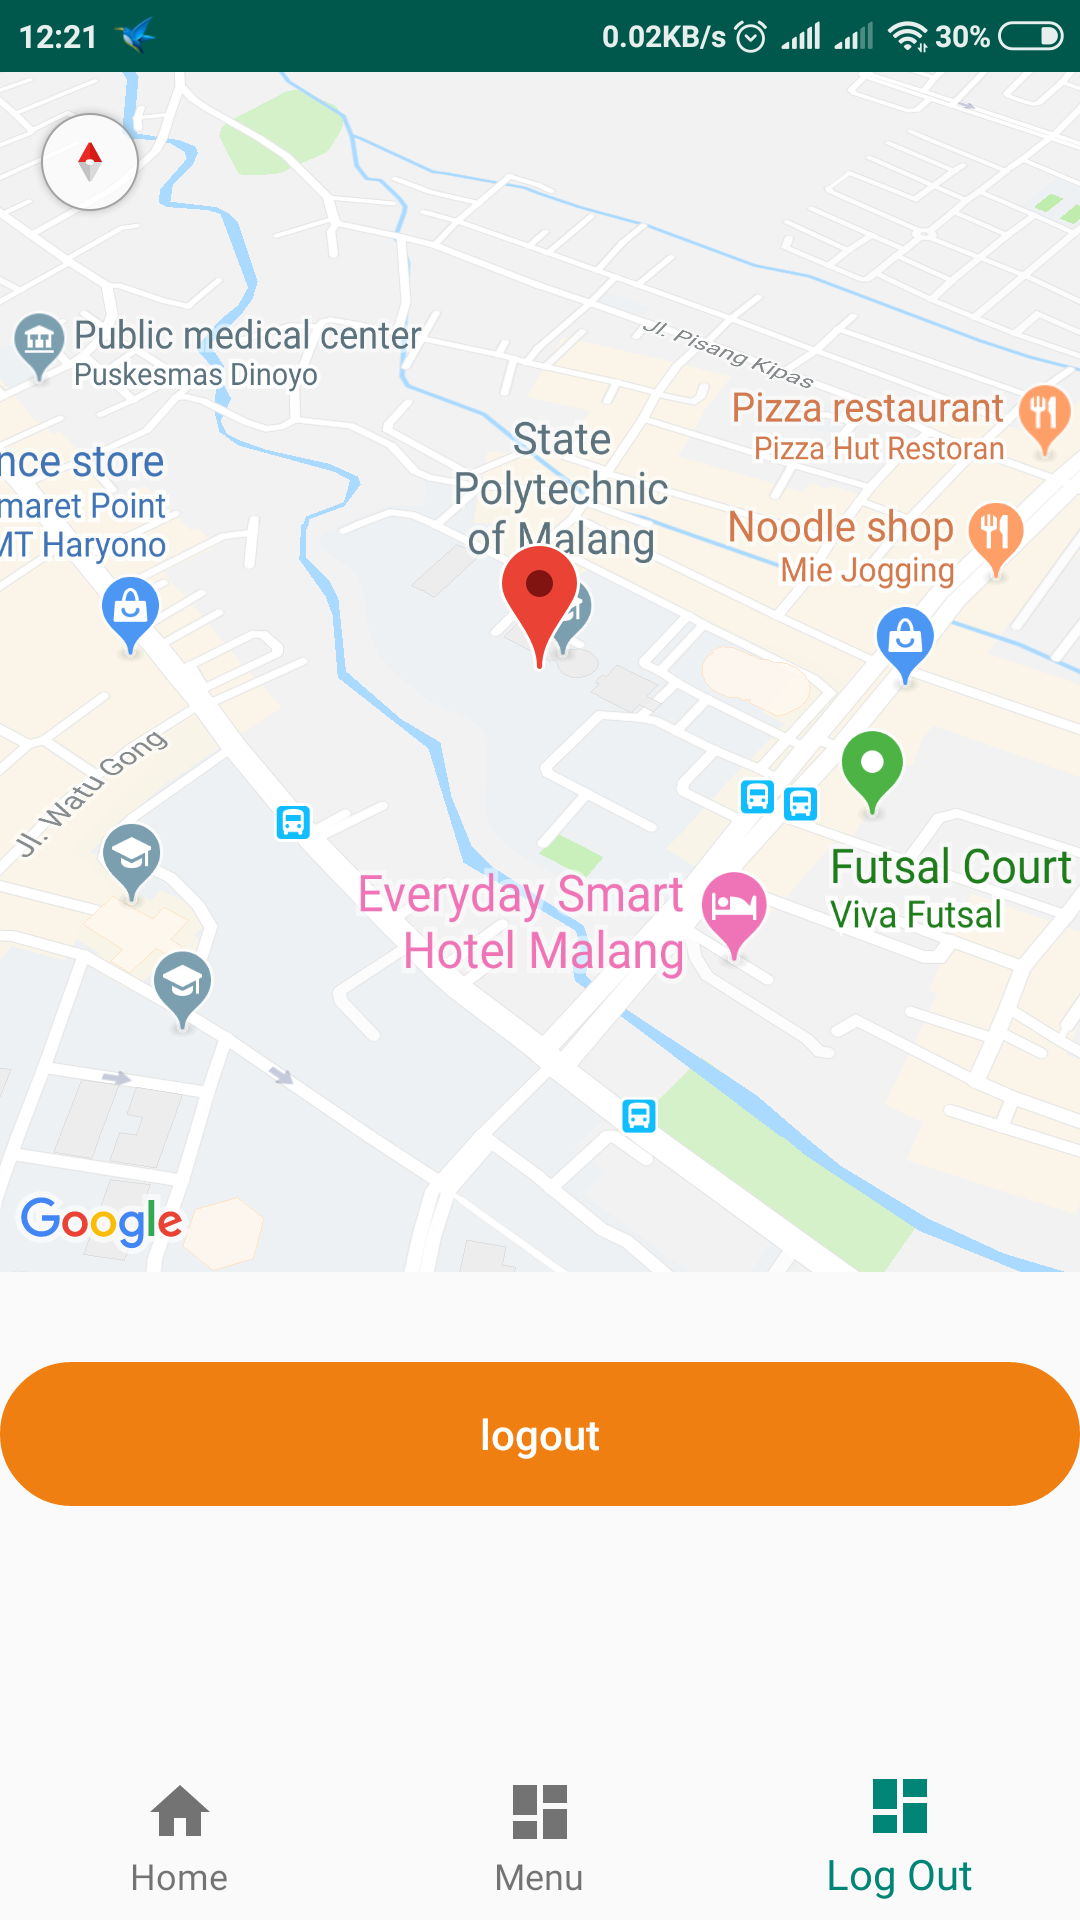 12:21 0.02KB/s 30%
Public medical center
Puskesmas Dinoyo
Jl. Pisang Kipas
Pizza restaurant
Pizza Hut Restoran
nce store
maret Point
MT Haryono
State
Polytechnic
of Malang
Noodle shop
Mie Jogging
Jl. Watu Gong
Futsal Court
Viva Futsal
Everyday Smart
Hotel Malang
Google
logout
Home
Menu
Log Out